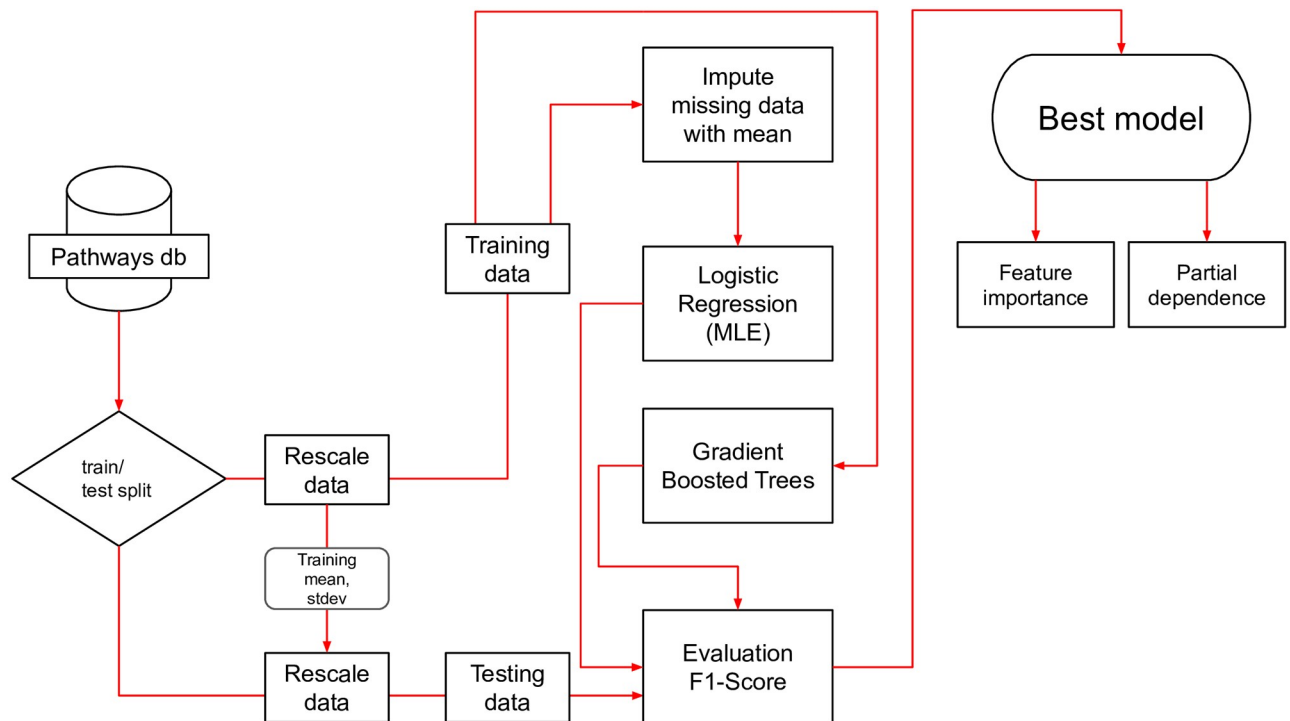 Pathways db
train/
test split
Rescale
data
Training
mean,
stdev
Rescale
data
Training
data
Testing
data
Impute
missing data
with mean
Logistic
Regression
(MLE)
Gradient
Boosted Trees
Evaluation
F1-Score
Best model
Feature
importance
Partial
dependence